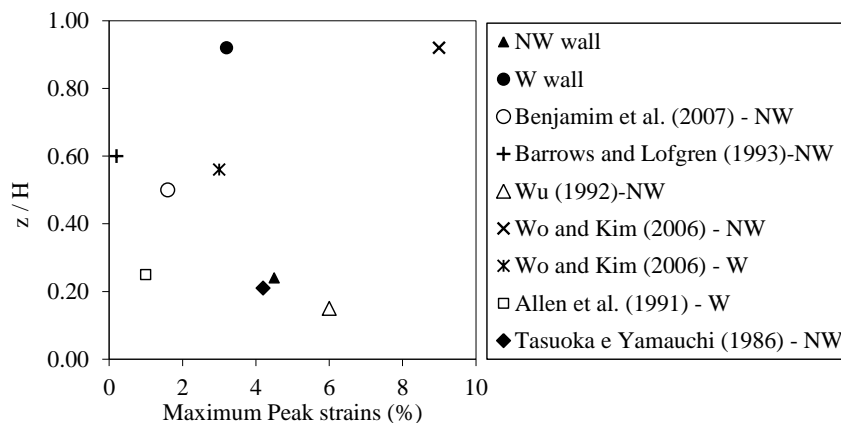 z / H
1.00
0.80
0.60
0.40
0.20
0.00
0
2
4
6
8
10
Maximum Peak strains (%)
NW wall
W wall
Benjamim et al. (2007) - NW
Barrows and Lofgren (1993)-NW
Wu (1992)-NW
Wo and Kim (2006) - NW
Wo and Kim (2006) - W
Allen et al. (1991) - W
Tasuoka e Yamauchi (1986) - NW